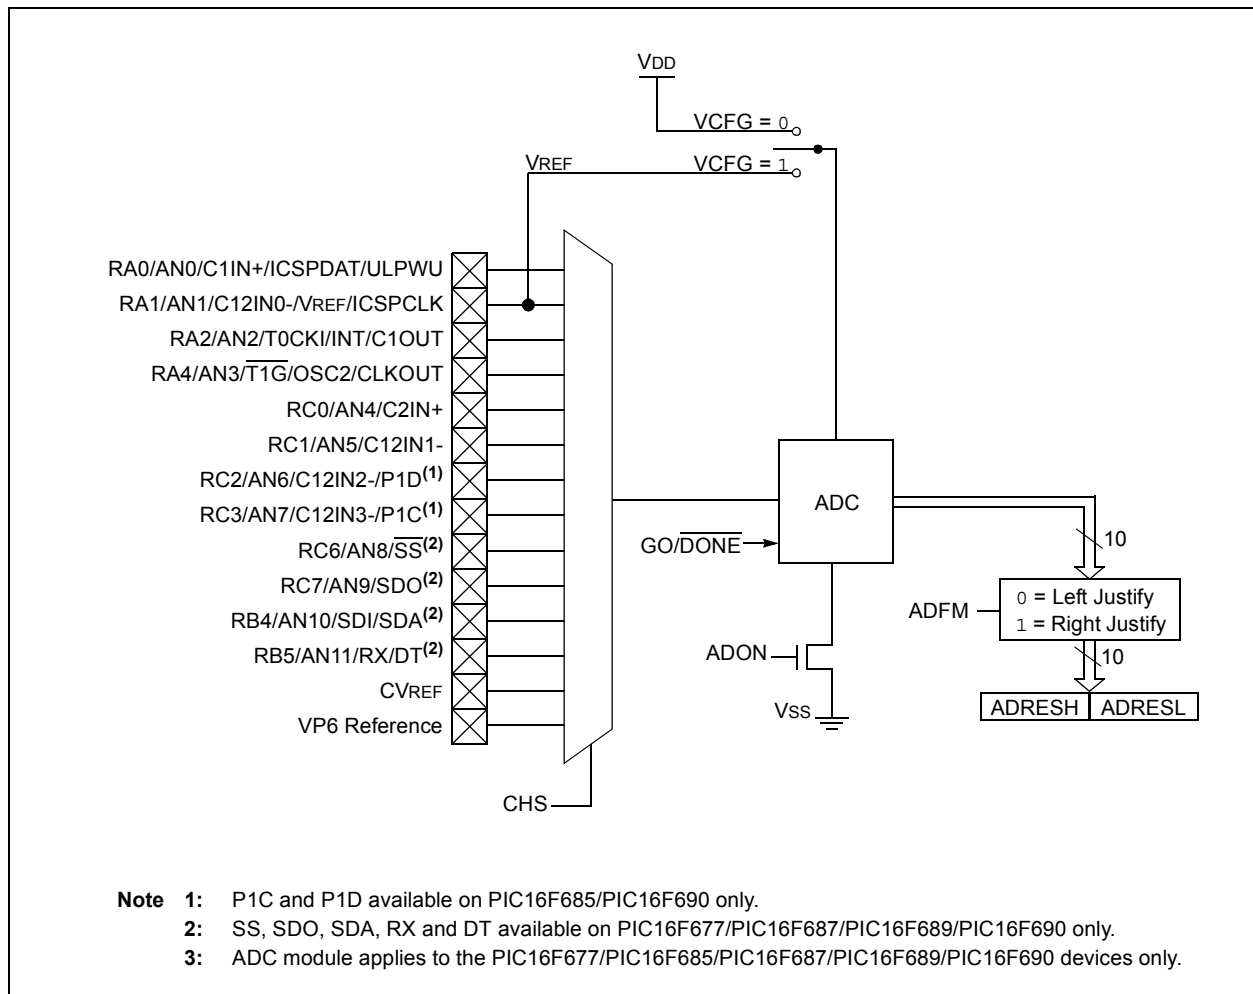 VDD
VCFG = 0
VREF
VCFG = 1
RA0/AN0/C1IN+/ICSPDAT/ULPWU
RA1/AN1/C12IN0-/VREF/ICSPCLK
RA2/AN2/T0CKI/INT/C1OUT
RA4/AN3/T1G/OSC2/CLKOUT
RC0/AN4/C2IN+
RC1/AN5/C12IN1-
RC2/AN6/C12IN2-/P1D(1)
RC3/AN7/C12IN3-/P1C(1)
RC6/AN8/SS(2)
RC7/AN9/SDO(2)
RB4/AN10/SDI/SDA(2)
RB5/AN11/RX/DT(2)
CVREF
VP6 Reference
CHS
ADC
GO/DONE
10
ADFM
0 = Left Justify
1 = Right Justify
10
ADON
VSS
ADRESH ADRESL
Note 1: P1C and P1D available on PIC16F685/PIC16F690 only.
2: SS, SDO, SDA, RX and DT available on PIC16F677/PIC16F687/PIC16F689/PIC16F690 only.
3: ADC module applies to the PIC16F677/PIC16F685/PIC16F687/PIC16F689/PIC16F690 devices only.